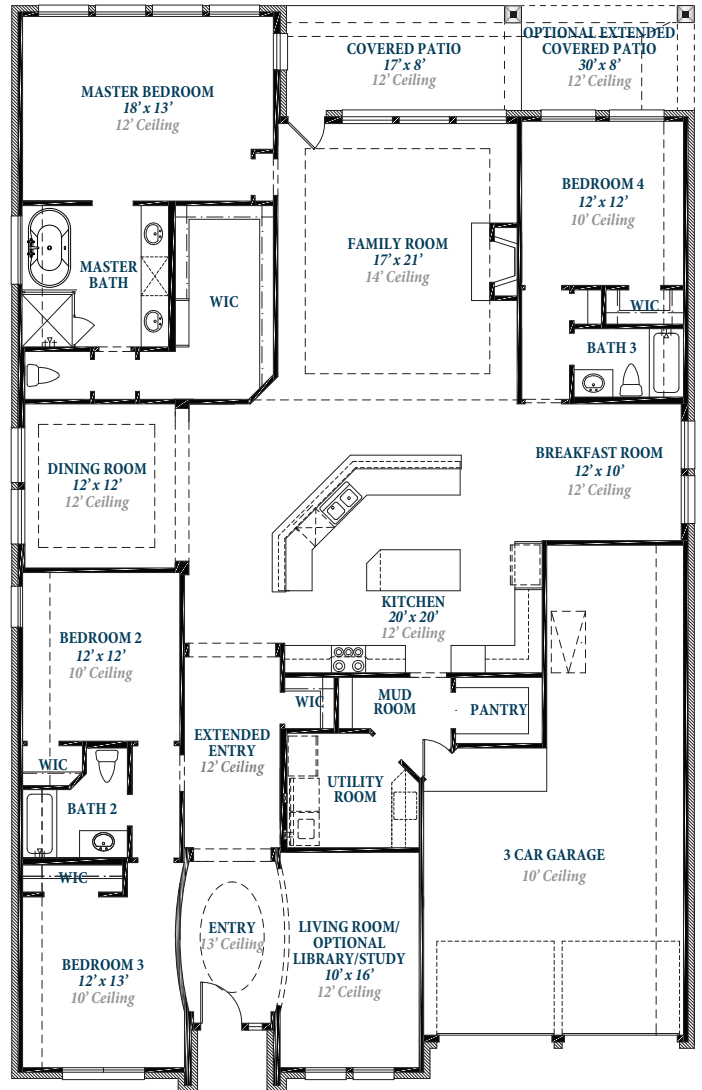 COVERED PATIO
17' x 8'
12' Ceiling
OPTIONAL EXTENDED
COVERED PATIO
30' x 8'
12' Ceiling
MASTER BEDROOM
18' x 13'
12' Ceiling
BEDROOM 4
12' x 12'
10' Ceiling
FAMILY ROOM
17' x 21'
14' Ceiling
MASTER
BATH
WIC
WIC
BATH 3
DINING ROOM
12' x 12'
12' Ceiling
BREAKFAST ROOM
12' x 10'
12' Ceiling
KITCHEN
20' x 20'
12' Ceiling
BEDROOM 2
12' x 12'
10' Ceiling
WIC
MUD
ROOM
PANTRY
EXTENDED
ENTRY
12' Ceiling
WIC
UTILITY
ROOM
BATH 2
3 CAR GARAGE
10' Ceiling
WIC
ENTRY
13' Ceiling
LIVING ROOM/
OPTIONAL
LIBRARY/STUDY
10' x 16'
12' Ceiling
BEDROOM 3
12' x 13'
10' Ceiling